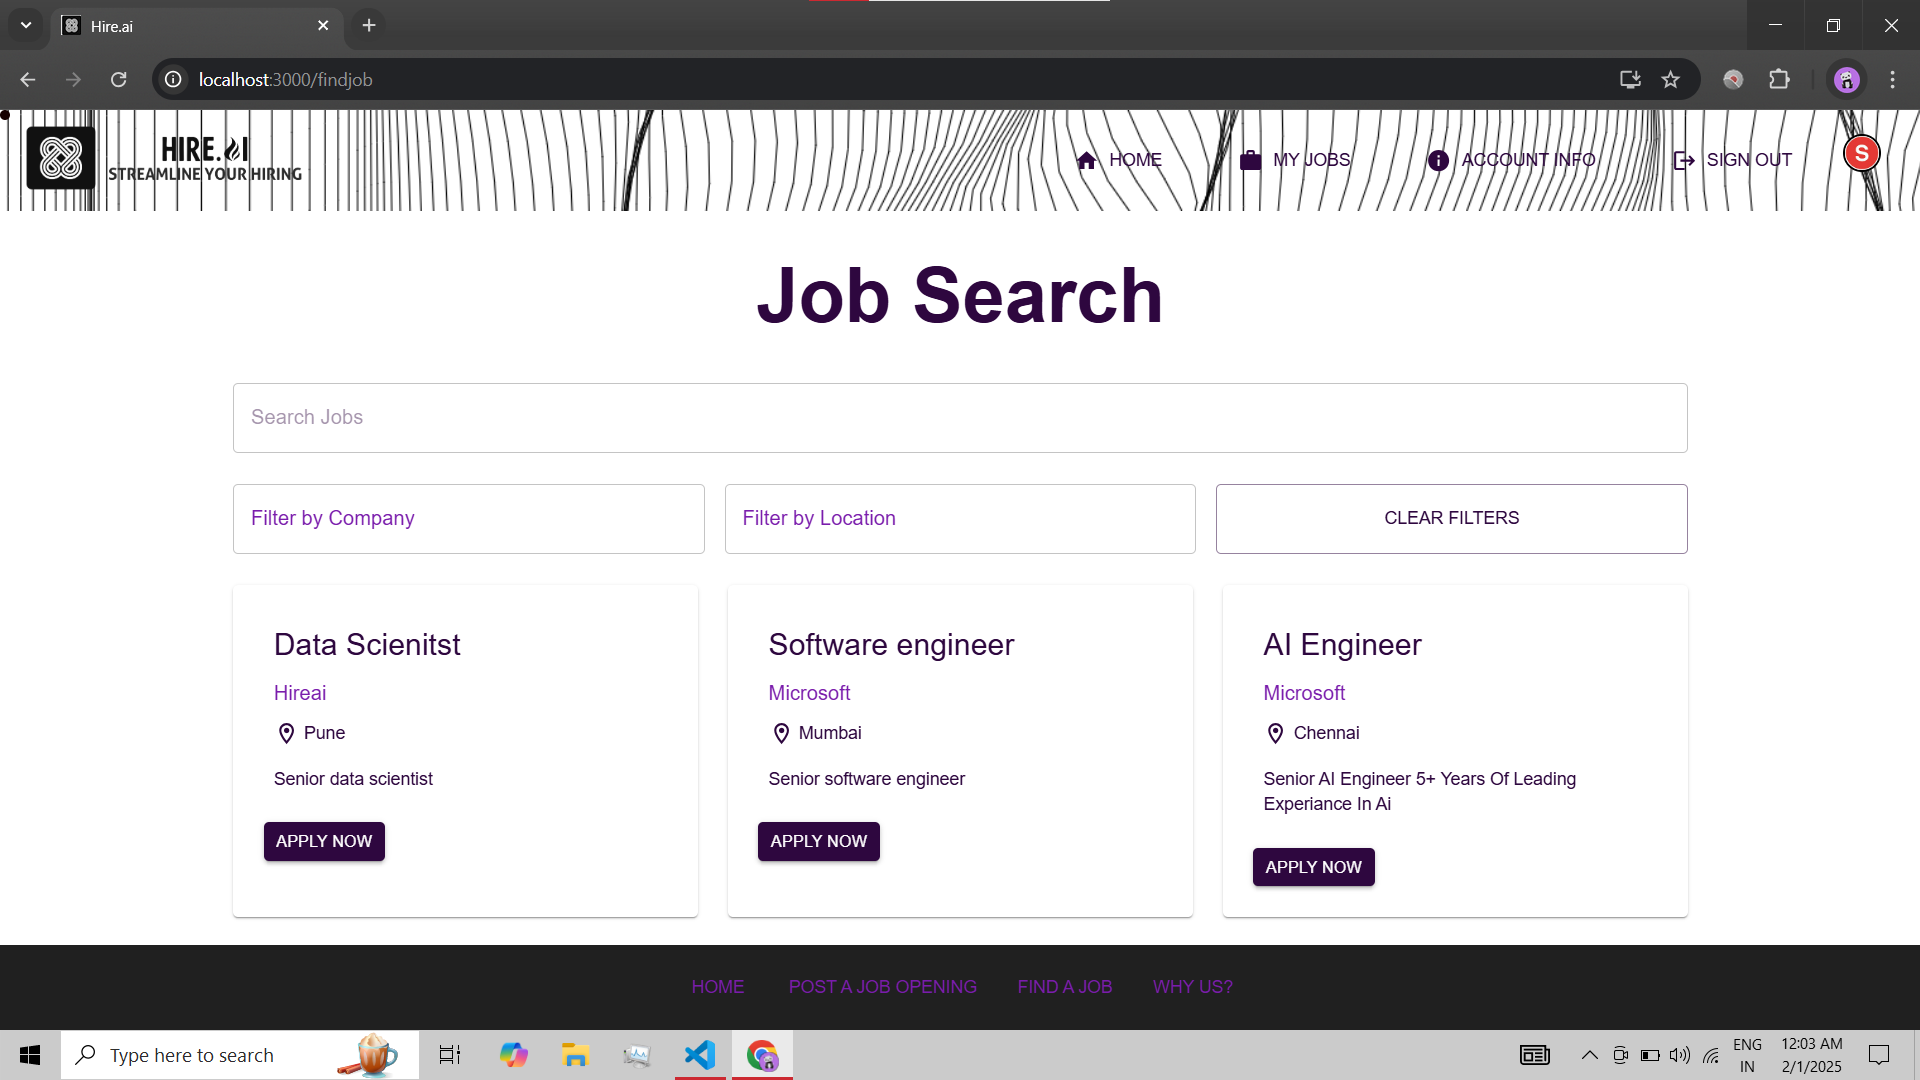 Hire.ai
localhost:3000/findjob
HIRE.AI
STREAMLINE YOUR HIRING
HOME
MY JOBS
ACCOUNT INFO
SIGN OUT
S
Job Search
Search Jobs
Filter by Company
Filter by Location
CLEAR FILTERS
Data Scienitst
Hireai
Pune
Senior data scientist
APPLY NOW
Software engineer
Microsoft
Mumbai
Senior software engineer
APPLY NOW
AI Engineer
Microsoft
Chennai
Senior AI Engineer 5+ Years Of Leading
Experiance In Ai
APPLY NOW
HOME
POST A JOB OPENING
FIND A JOB
WHY US?
Type here to search
ENG
IN
12:03 AM
2/1/2025